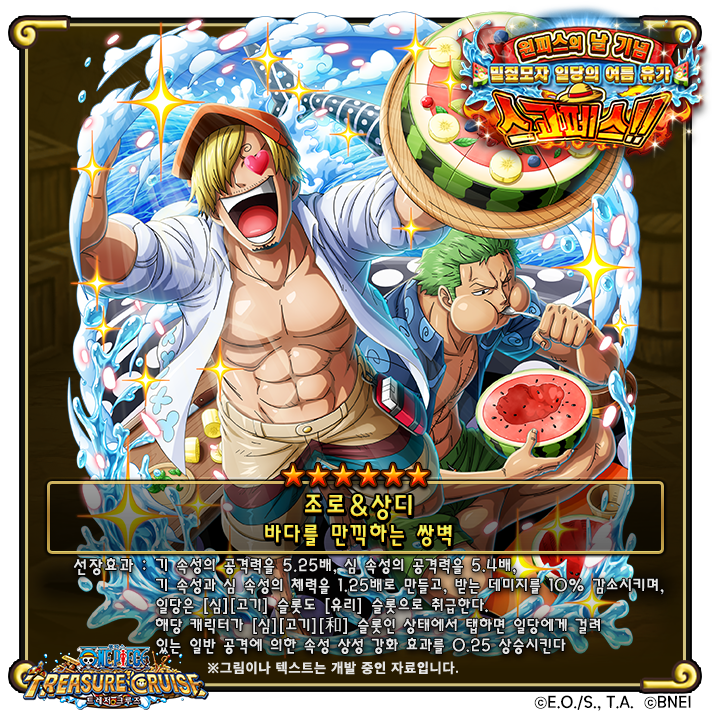 원피스의 날 기념
밀짚모자 일당의 여름 휴가
스고페스!!
★★★★★★
조로&상디
바다를 만끽하는 쌍벽
선장효과 : 기 속성의 공격력을 5.25배, 심 속성의 공격력을 5.4배,
기 속성과 심 속성의 체력을 1.25배로 만들고, 받는 데미지를 10% 감소시키며,
일당은 [심][고기] 슬롯도 [유리] 슬롯으로 취급한다.
해당 캐릭터가 [심][고기][和] 슬롯인 상태에서 탭하면 일당에게 걸려
있는 일반 공격에 의한 속성 상성 강화 효과를 0.25 상승시킨다
※그림이나 텍스트는 개발 중인 자료입니다.
ONE PIECE
TREASURE CRUISE
트레저 크루즈
©E.O./S., T.A. ©BNEI